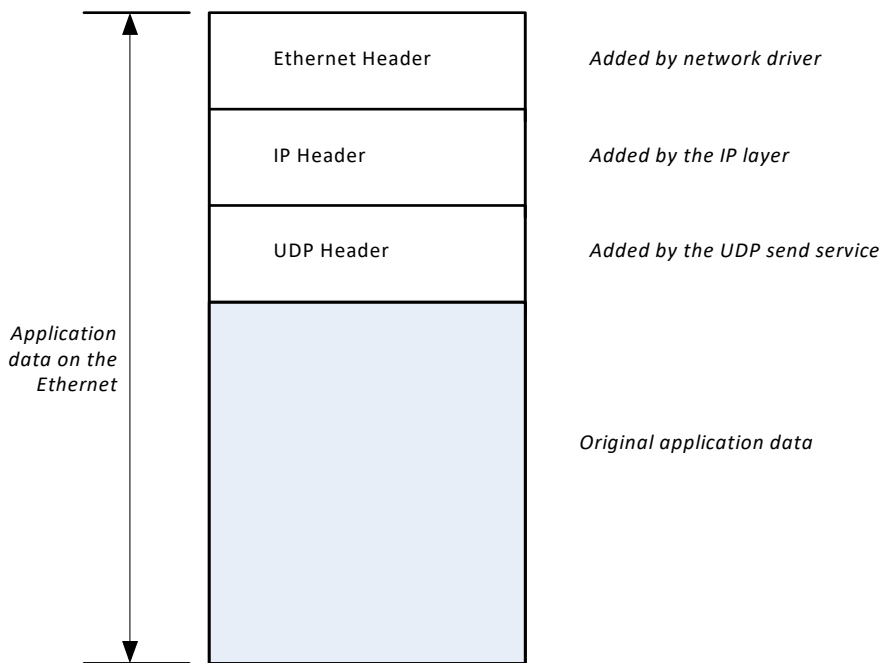 Ethernet Header
Added by network driver
IP Header
Added by the IP layer
UDP Header
Added by the UDP send service
Application
data on the
Ethernet
Original application data